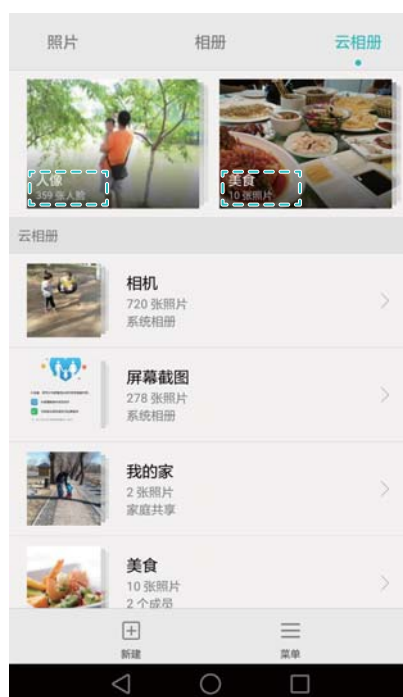 照片
相册
云相册
人像
359 张人脸
美食
10 张照片
云相册
相机
720 张照片
系统相册
屏幕截图
278 张照片
系统相册
我的家
2 张照片
家庭共享
美食
10 张照片
2 个成员
新建
菜单